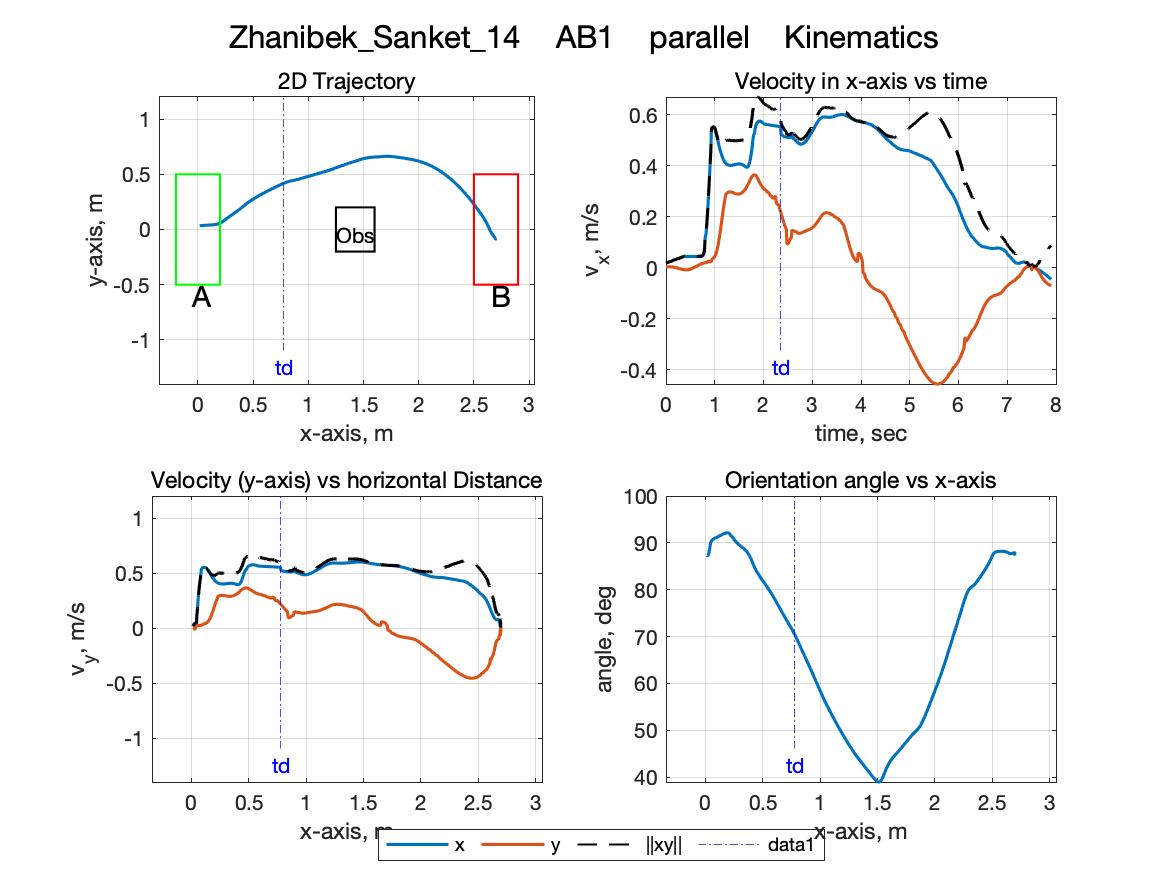 Zhanibek_Sanket_14 AB1 parallel Kinematics
2D Trajectory
y-axis, m
1
0.5
0
-0.5
-1
Obs
A
B
td
0 0.5 1 1.5 2 2.5 3
x-axis, m
Velocity in x-axis vs time
v_x, m/s
0.6
0.4
0.2
0
-0.2
-0.4
td
0 1 2 3 4 5 6 7 8
time, sec
Velocity (y-axis) vs horizontal Distance
v_y, m/s
1
0.5
0
-0.5
-1
td
0 0.5 1 1.5 2 2.5 3
x-axis,
Orientation angle vs x-axis
angle, deg
100
90
80
70
60
50
40
td
0 0.5 1 1.5 2 2.5 3
x-axis, m
x y ||xy|| data1